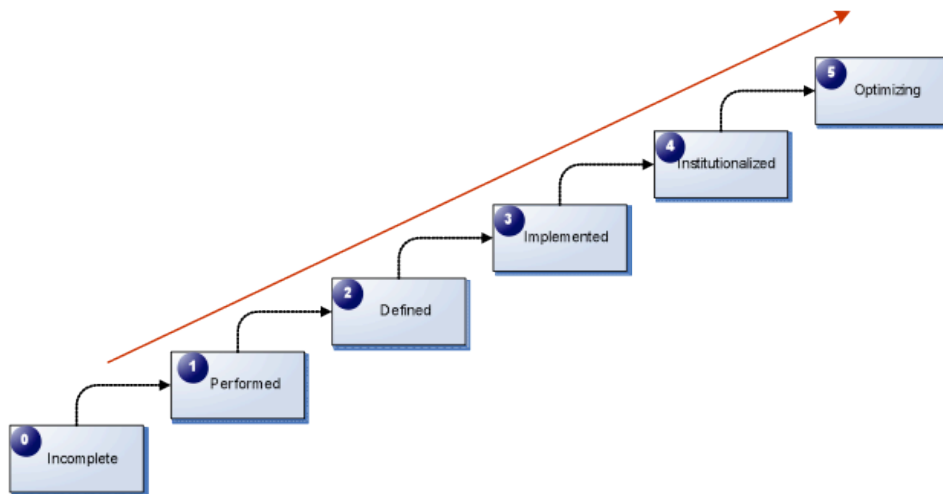 5
Optimizing
4
Institutionalized
3
Implemented
2
Defined
1
Performed
0
Incomplete